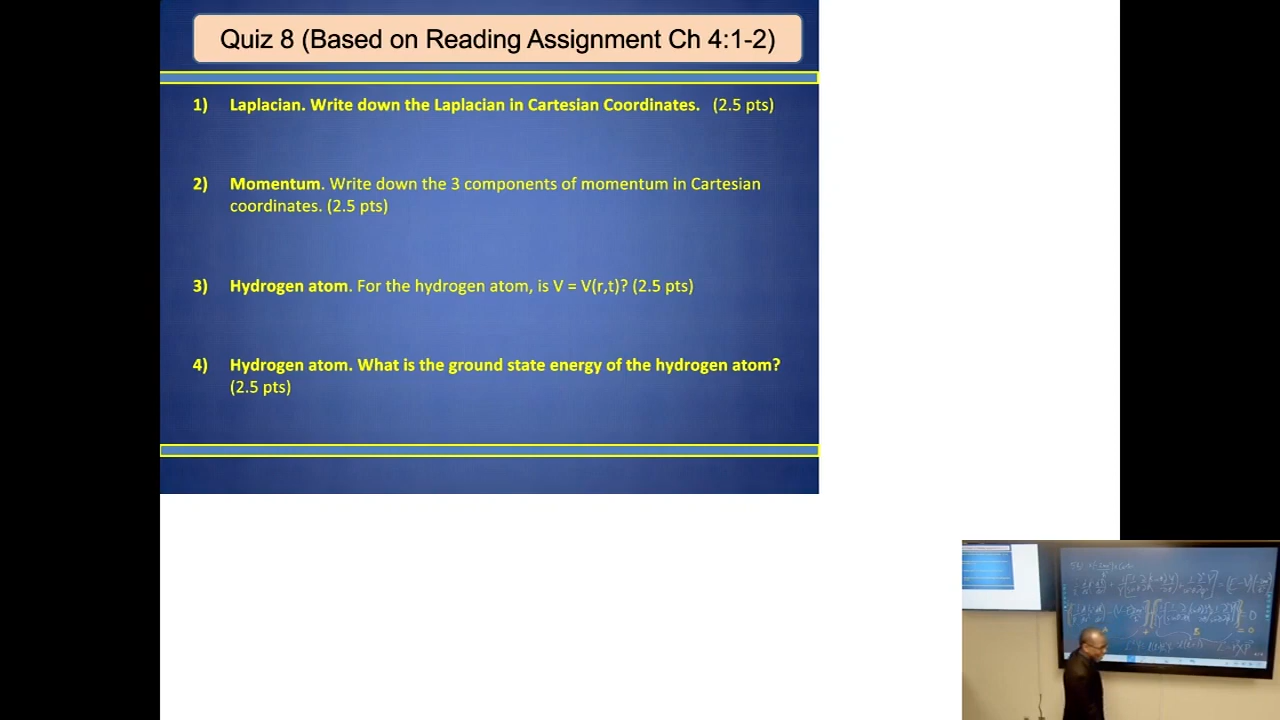 Quiz 8 (Based on Reading Assignment Ch 4:1-2)
1) Laplacian. Write down the Laplacian in Cartesian Coordinates. (2.5 pts)
2) Momentum. Write down the 3 components of momentum in Cartesian
coordinates. (2.5 pts)
3) Hydrogen atom. For the hydrogen atom, is V = V(r,t)? (2.5 pts)
4) Hydrogen atom. What is the ground state energy of the hydrogen atom?
(2.5 pts)